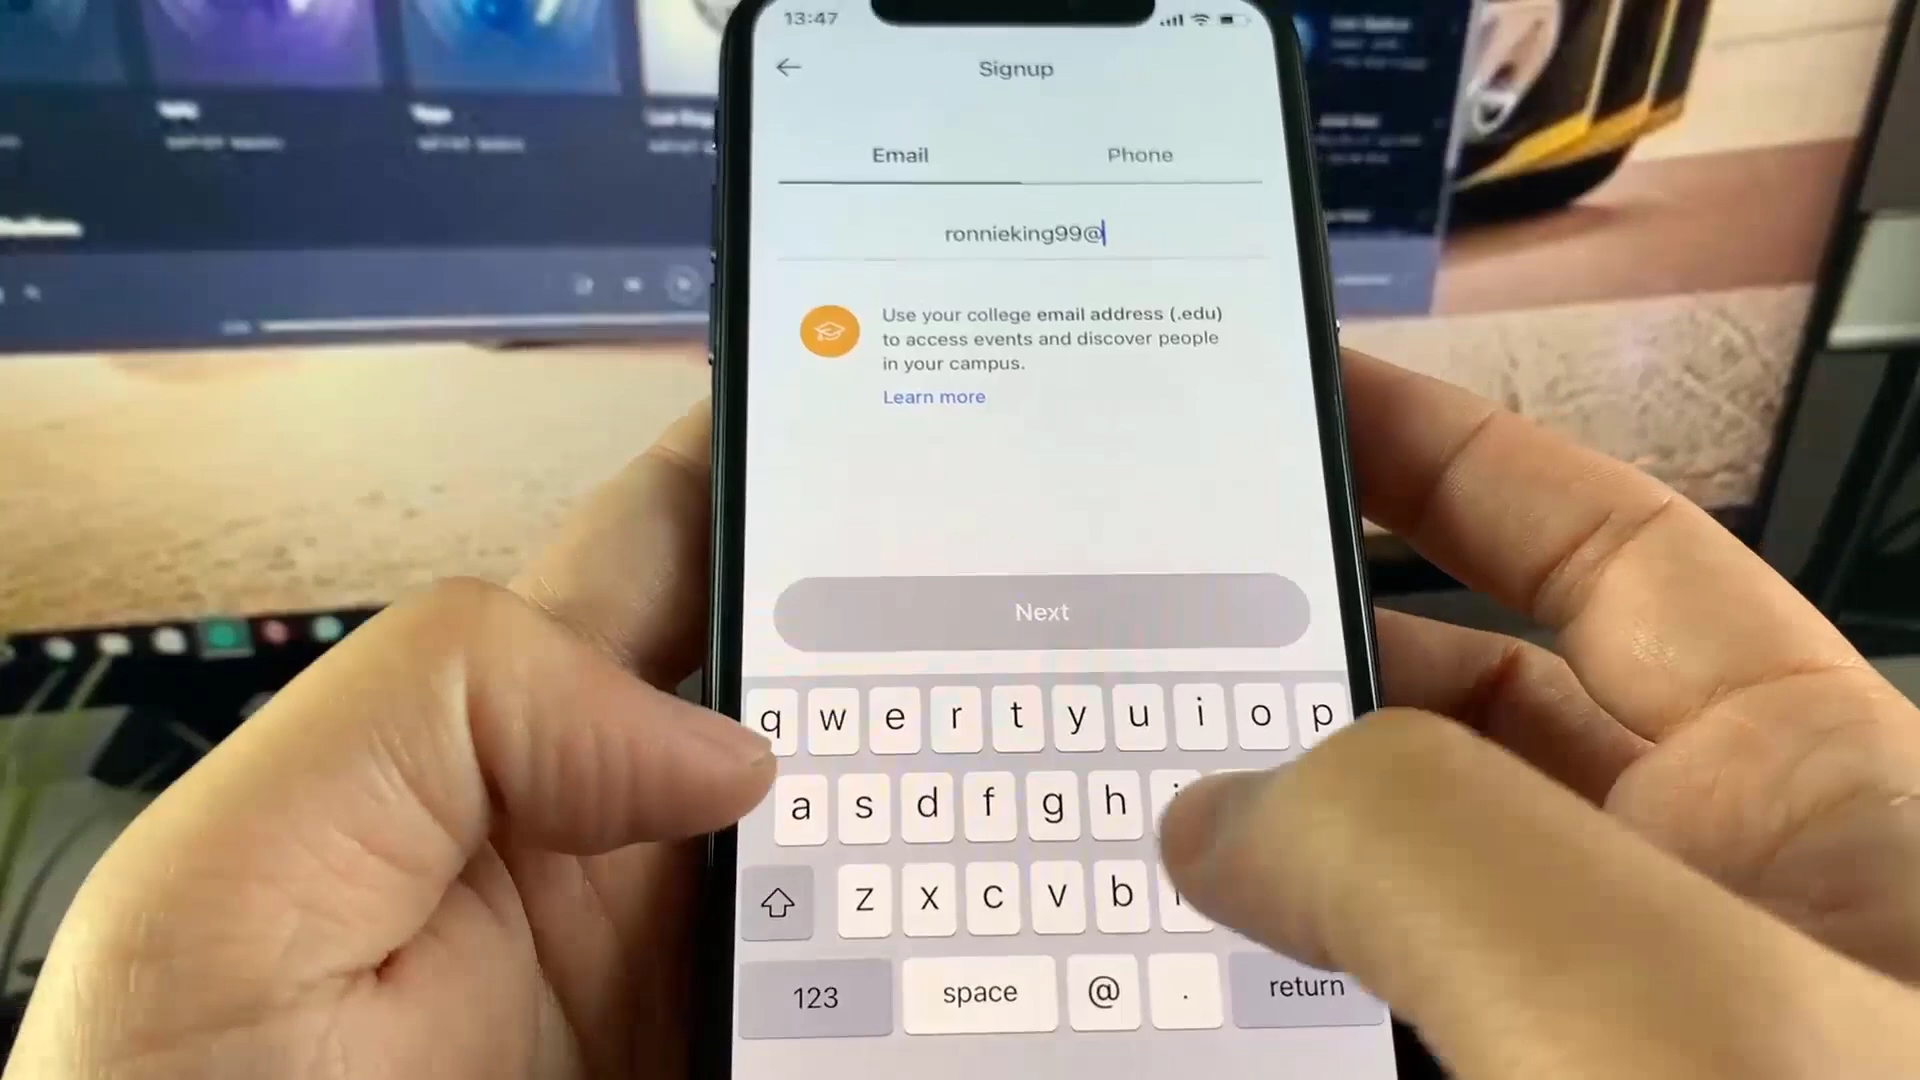 13:47
Signup
Email
Phone
ronnieking99@
Use your college email address (.edu)
to access events and discover people
in your campus.
Learn more
Next
q w e r t y u i o p
a s d f g h
z x c v b
123 space @ . return